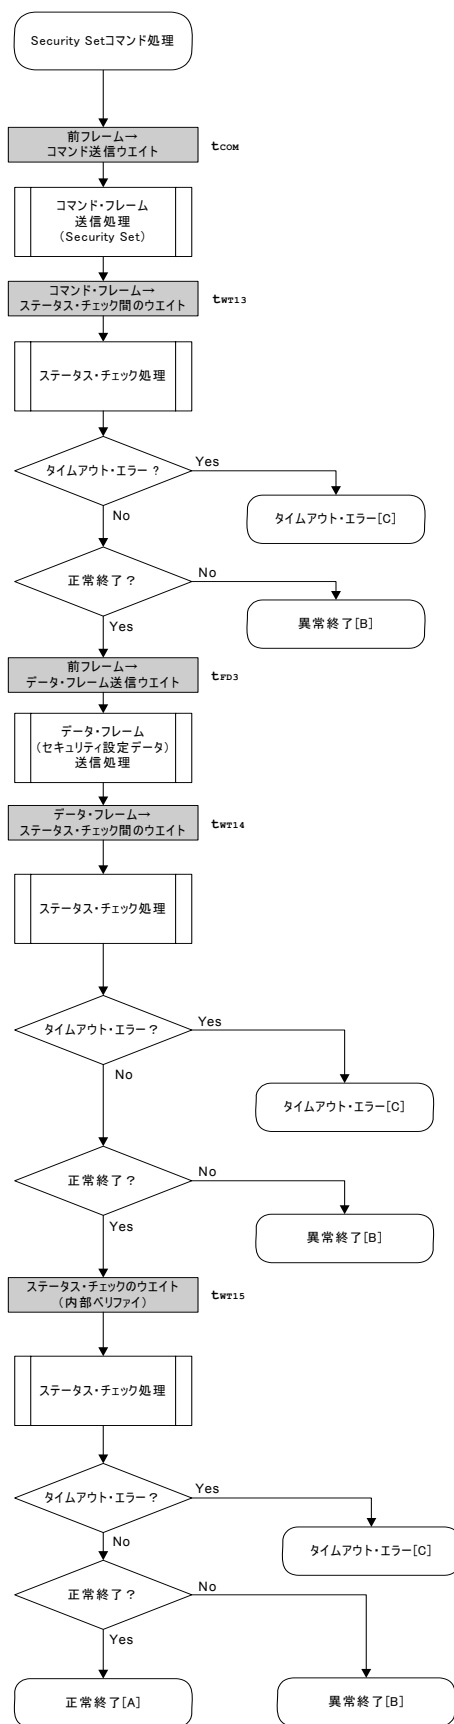 Security Setコマンド処理
前フレーム→
コマンド送信ウエイト
tCOM
コマンド・フレーム
送信処理
(Security Set)
コマンド・フレーム→
ステータス・チェック間のウエイト
tWT13
ステータス・チェック処理
タイムアウト・エラー？
Yes
タイムアウト・エラー[C]
No
正常終了？
No
異常終了[B]
Yes
前フレーム→
データ・フレーム送信ウエイト
tFD3
データ・フレーム
(セキュリティ設定データ)
送信処理
データ・フレーム→
ステータス・チェック間のウエイト
tWT14
ステータス・チェック処理
タイムアウト・エラー？
Yes
No
タイムアウト・エラー[C]
正常終了？
No
Yes
異常終了[B]
ステータス・チェックのウエイト
(内部ベリファイ)
tWT15
ステータス・チェック処理
タイムアウト・エラー？
Yes
No
タイムアウト・エラー[C]
正常終了？
No
Yes
正常終了[A]
異常終了[B]